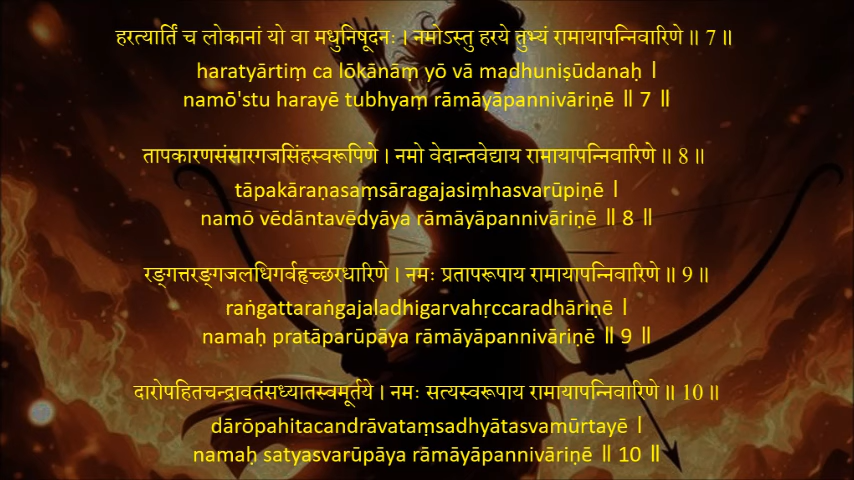 हरत्यार्तिं च लोकानां यो वा मधुनिषूदनः । नमोऽस्तु हरये तुभ्यं रामायापन्निवारिणे ॥ 7 ॥
haratyārtiṃ ca lōkānāṃ yō vā madhuniṣūdanaḥ ।
namō'stu harayē tubhyaṃ rāmāyāpannivāriṇē ॥ 7 ॥
तापकारणसंसारगजसिंहस्वरूपिणे । नमो वेदान्तवेद्याय रामायापन्निवारिणे ॥ 8 ॥
tāpakāraṇasaṃsāragajasiṃhasvarūpiṇē ।
namō vēdāntavēdyāya rāmāyāpannivāriṇē ॥ 8 ॥
रङ्गत्तरङ्गजलधिगर्वहृच्छरधारिणे । नमः प्रतापरूपाय रामायापन्निवारिणे ॥ 9 ॥
raṅgattaraṅgajaladhigarvahṛccharadhāriṇē ।
namaḥ pratāparūpāya rāmāyāpannivāriṇē ॥ 9 ॥
दारोपहितचन्द्रावतंसध्यातस्वमूर्तये । नमः सत्यस्वरूपाय रामायापन्निवारिणे ॥ 10 ॥
dārōpahitacandrāvataṃsadhyātasvamūrtayē ।
namaḥ satyasvarūpāya rāmāyāpannivāriṇē ॥ 10 ॥